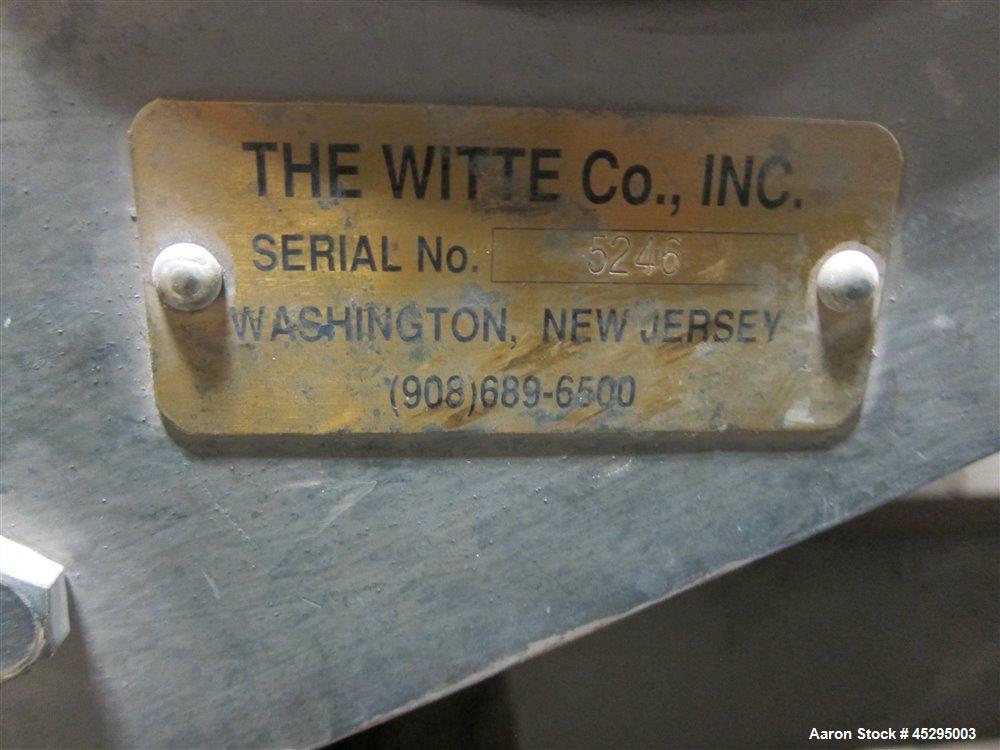 THE WITTE Co., INC.
SERIAL No. 5246
WASHINGTON, NEW JERSEY
(908)689-6500
Aaron Stock # 45295003